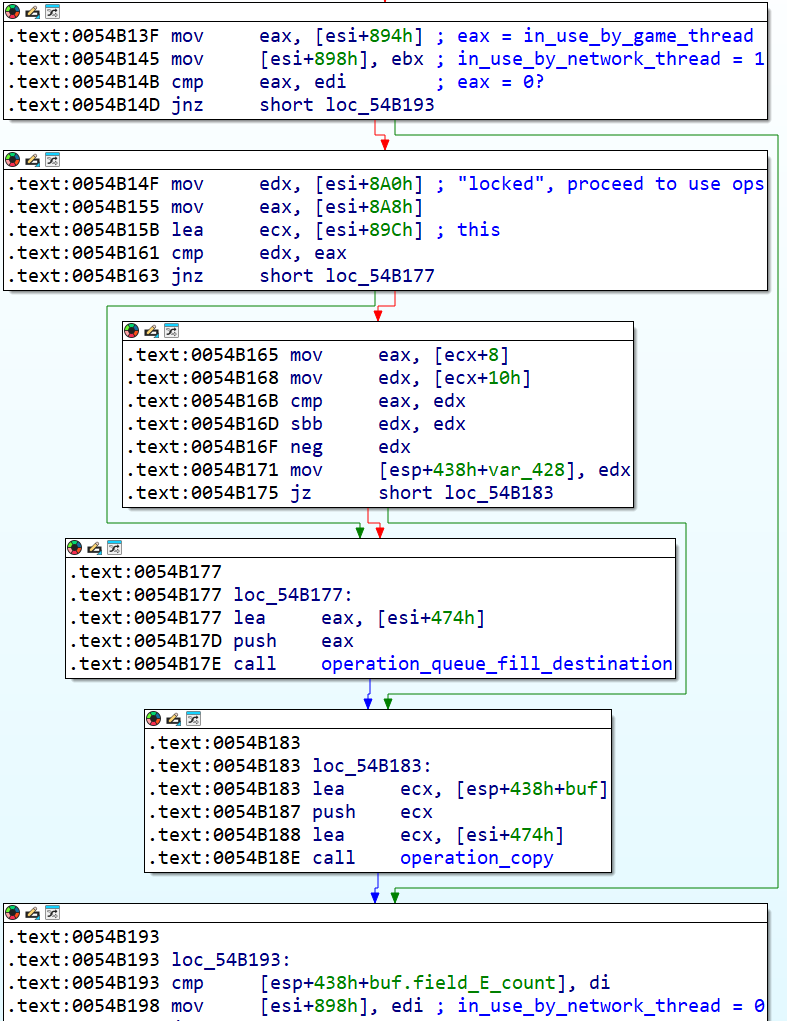 .text:0054B13F mov eax, [esi+894h] ; eax = in_use_by_game_thread
.text:0054B145 mov [esi+898h], ebx ; in_use_by_network_thread = 1
.text:0054B14B cmp eax, edi ; eax = 0?
.text:0054B14D jnz short loc_54B193
.text:0054B14F mov edx, [esi+8A0h] ; "locked", proceed to use ops
.text:0054B155 mov eax, [esi+8A8h]
.text:0054B15B lea ecx, [esi+89Ch] ; this
.text:0054B161 cmp edx, eax
.text:0054B163 jnz short loc_54B177
.text:0054B165 mov eax, [ecx+8]
.text:0054B168 mov edx, [ecx+10h]
.text:0054B16B cmp eax, edx
.text:0054B16D sbb edx, edx
.text:0054B16F neg edx
.text:0054B171 mov [esp+438h+var_428], edx
.text:0054B175 jz short loc_54B183
.text:0054B177
.text:0054B177 loc_54B177:
.text:0054B177 lea eax, [esi+474h]
.text:0054B17D push eax
.text:0054B17E call operation_queue_fill_destination
.text:0054B183
.text:0054B183 loc_54B183:
.text:0054B183 lea ecx, [esp+438h+buf]
.text:0054B187 push ecx
.text:0054B188 lea ecx, [esi+474h]
.text:0054B18E call operation_copy
.text:0054B193
.text:0054B193 loc_54B193:
.text:0054B193 cmp [esp+438h+buf.field_E_count], di
.text:0054B198 mov [esi+898h], edi ; in_use_by_network_thread = 0